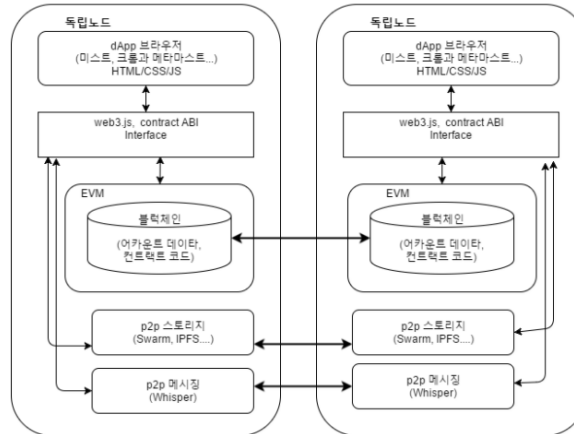 독립노드
dApp 브라우저
(미스트, 크롬과 메타마스트...)
HTML/CSS/JS
web3.js, contract ABI
Interface
EVM
블럭체인
(어카운트 데이타,
컨트랙트 코드)
p2p 스토리지
(Swarm, IPFS....)
p2p 메시징
(Whisper)
독립노드
dApp 브라우저
(미스트, 크롬과 메타마스트...)
HTML/CSS/JS
web3.js, contract ABI
Interface
EVM
블럭체인
(어카운트 데이타,
컨트랙트 코드)
p2p 스토리지
(Swarm, IPFS....)
p2p 메시징
(Whisper)